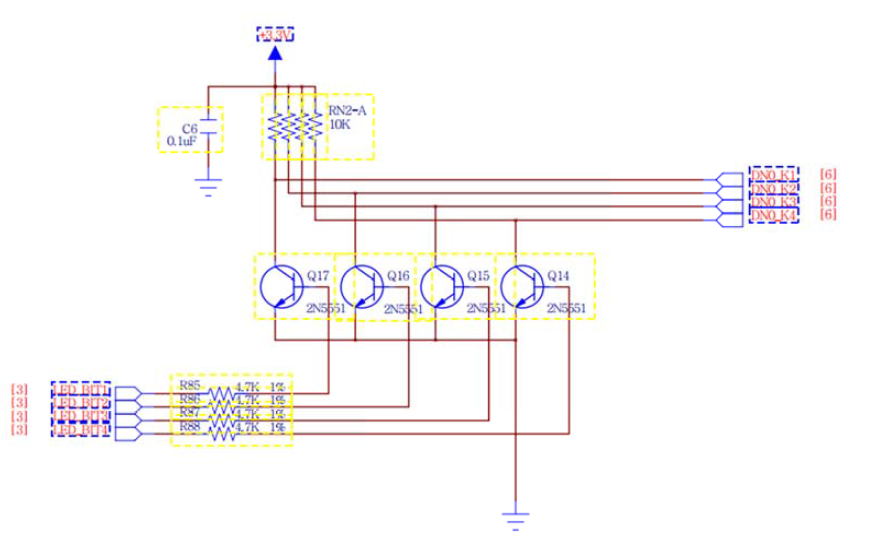 +3.3V
RN2-A
10K
C6
0.1uF
DN0_K1 [6]
DN0_K2 [6]
DN0_K3 [6]
DN0_K4 [6]
Q17 Q16 Q15 Q14
2N5551 2N5551 2N5551 2N5551
[3] LED_BIT1 R85 4.7K 1%
[3] LED_BIT2 R86 4.7K 1%
[3] LED_BIT3 R87 4.7K 1%
[3] LED_BIT4 R88 4.7K 1%